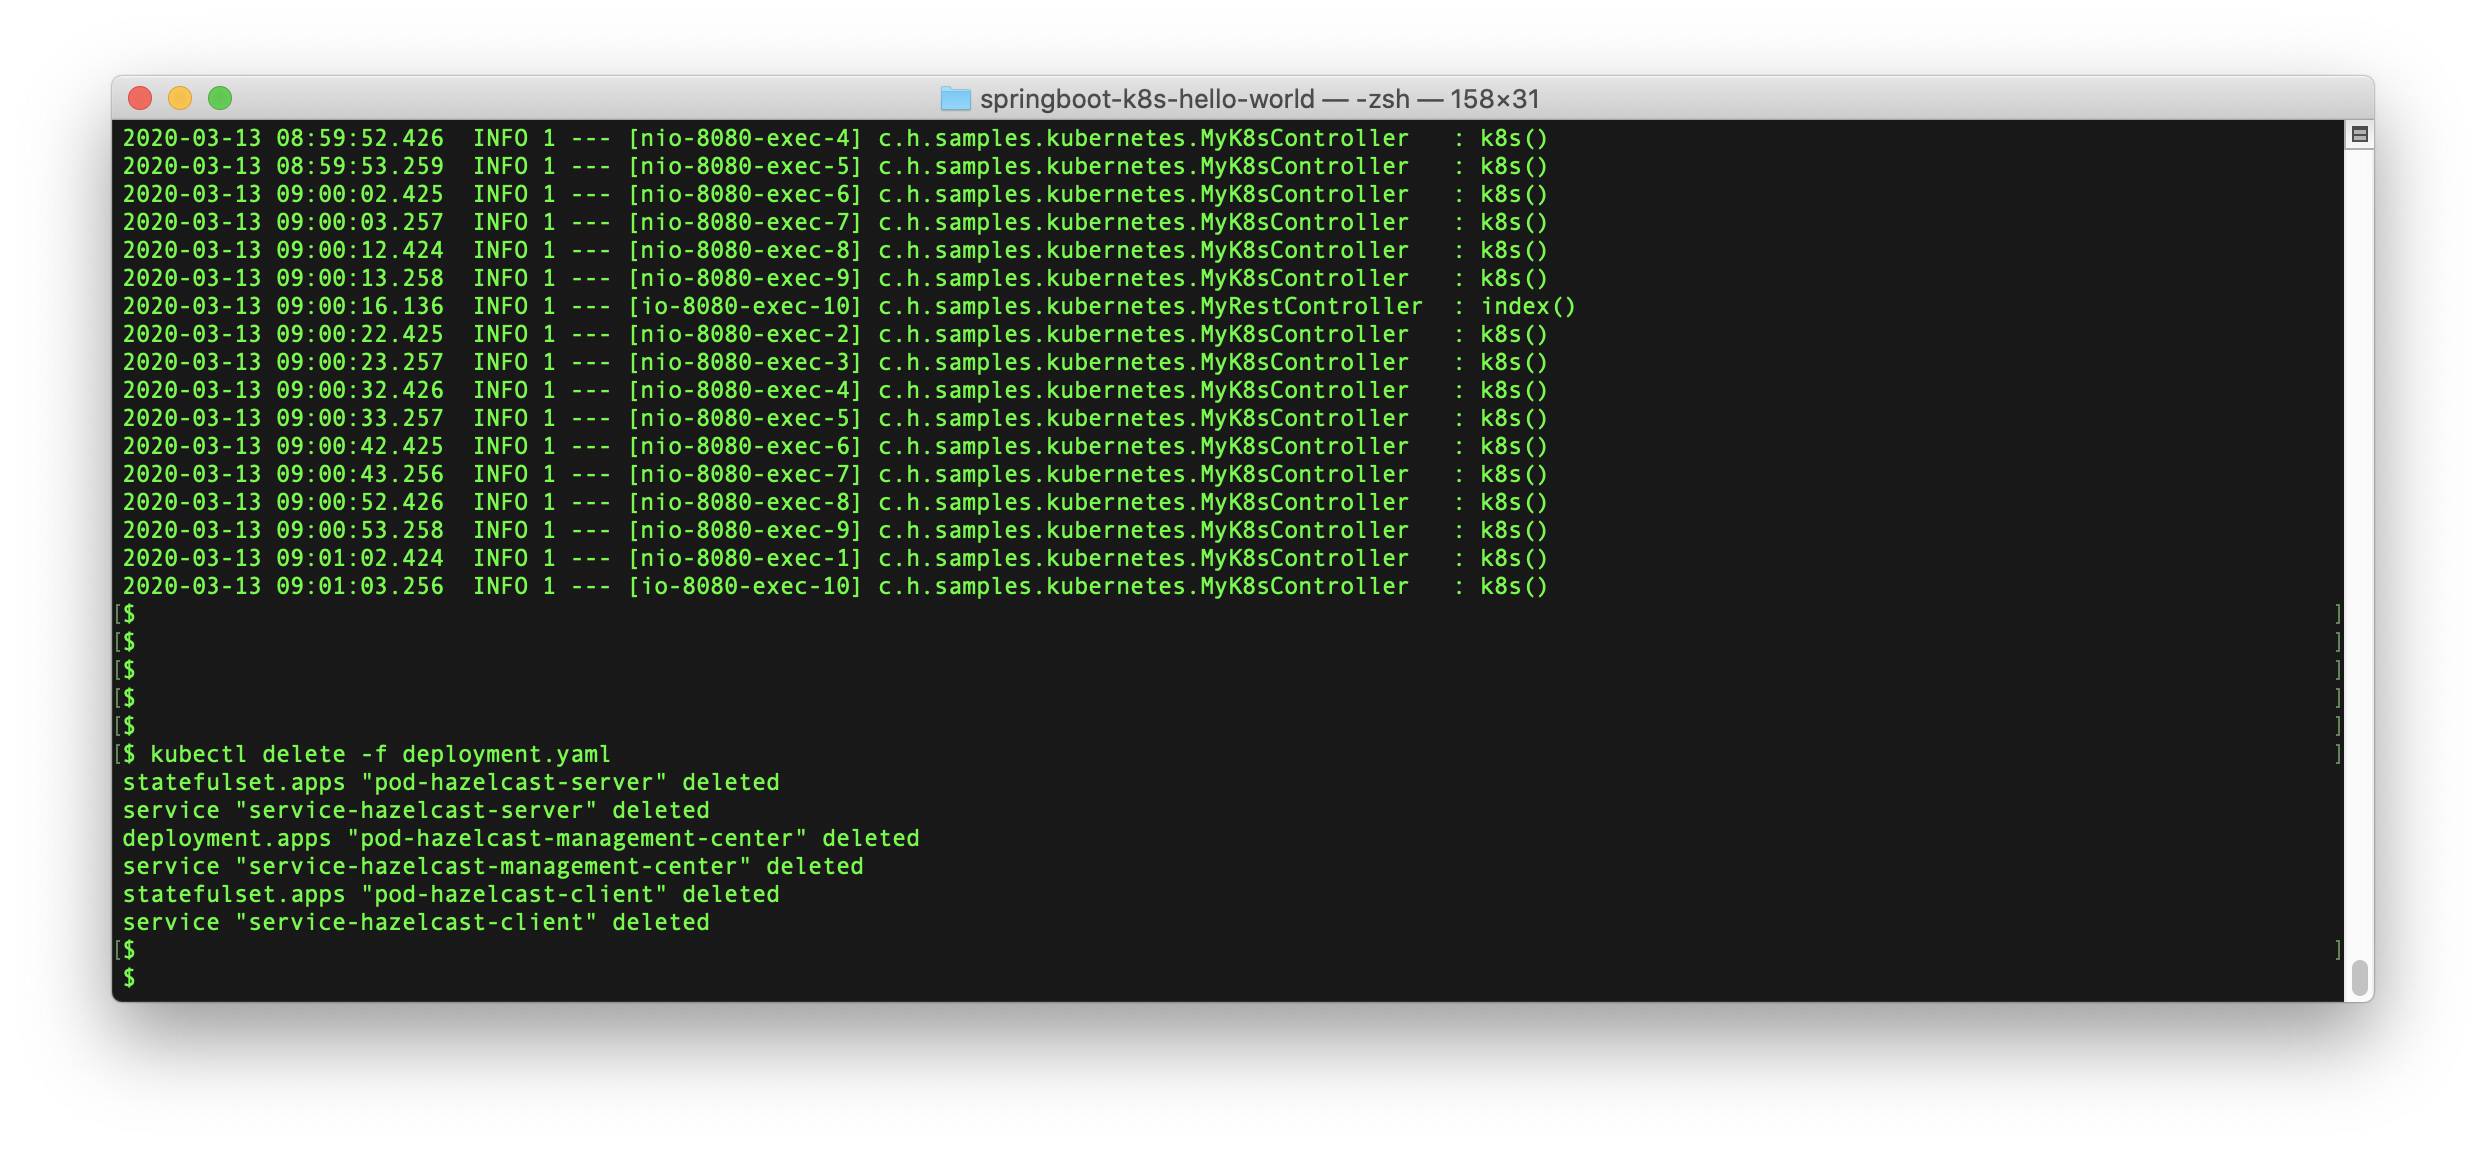 springboot-k8s-hello-world — -zsh — 158×31
2020-03-13 08:59:52.426  INFO 1 --- [nio-8080-exec-4] c.h.samples.kubernetes.MyK8sController   : k8s()
2020-03-13 08:59:53.259  INFO 1 --- [nio-8080-exec-5] c.h.samples.kubernetes.MyK8sController   : k8s()
2020-03-13 09:00:02.425  INFO 1 --- [nio-8080-exec-6] c.h.samples.kubernetes.MyK8sController   : k8s()
2020-03-13 09:00:03.257  INFO 1 --- [nio-8080-exec-7] c.h.samples.kubernetes.MyK8sController   : k8s()
2020-03-13 09:00:12.424  INFO 1 --- [nio-8080-exec-8] c.h.samples.kubernetes.MyK8sController   : k8s()
2020-03-13 09:00:13.258  INFO 1 --- [nio-8080-exec-9] c.h.samples.kubernetes.MyK8sController   : k8s()
2020-03-13 09:00:16.136  INFO 1 --- [io-8080-exec-10] c.h.samples.kubernetes.MyRestController  : index()
2020-03-13 09:00:22.425  INFO 1 --- [nio-8080-exec-2] c.h.samples.kubernetes.MyK8sController   : k8s()
2020-03-13 09:00:23.257  INFO 1 --- [nio-8080-exec-3] c.h.samples.kubernetes.MyK8sController   : k8s()
2020-03-13 09:00:32.426  INFO 1 --- [nio-8080-exec-4] c.h.samples.kubernetes.MyK8sController   : k8s()
2020-03-13 09:00:33.257  INFO 1 --- [nio-8080-exec-5] c.h.samples.kubernetes.MyK8sController   : k8s()
2020-03-13 09:00:42.425  INFO 1 --- [nio-8080-exec-6] c.h.samples.kubernetes.MyK8sController   : k8s()
2020-03-13 09:00:43.256  INFO 1 --- [nio-8080-exec-7] c.h.samples.kubernetes.MyK8sController   : k8s()
2020-03-13 09:00:52.426  INFO 1 --- [nio-8080-exec-8] c.h.samples.kubernetes.MyK8sController   : k8s()
2020-03-13 09:00:53.258  INFO 1 --- [nio-8080-exec-9] c.h.samples.kubernetes.MyK8sController   : k8s()
2020-03-13 09:01:02.424  INFO 1 --- [nio-8080-exec-1] c.h.samples.kubernetes.MyK8sController   : k8s()
2020-03-13 09:01:03.256  INFO 1 --- [io-8080-exec-10] c.h.samples.kubernetes.MyK8sController   : k8s()
[$ ]
[$ ]
[$ ]
[$ ]
[$ ]
[$ kubectl delete -f deployment.yaml ]
statefulset.apps "pod-hazelcast-server" deleted
service "service-hazelcast-server" deleted
deployment.apps "pod-hazelcast-management-center" deleted
service "service-hazelcast-management-center" deleted
statefulset.apps "pod-hazelcast-client" deleted
service "service-hazelcast-client" deleted
[$ ]
$